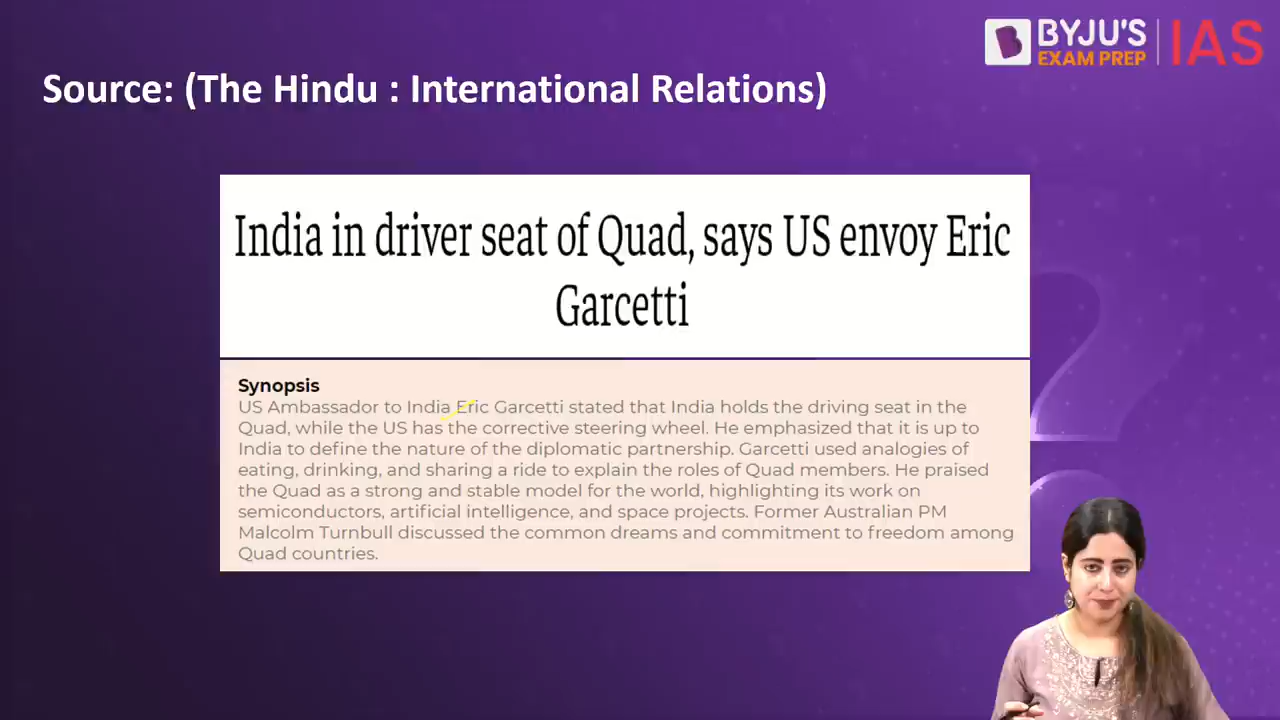 BYJU'S
EXAM PREP
IAS
Source: (The Hindu : International Relations)
India in driver seat of Quad, says US envoy Eric
Garcetti
Synopsis
US Ambassador to India Eric Garcetti stated that India holds the driving seat in the
Quad, while the US has the corrective steering wheel. He emphasized that it is up to
India to define the nature of the diplomatic partnership. Garcetti used analogies of
eating, drinking, and sharing a ride to explain the roles of Quad members. He praised
the Quad as a strong and stable model for the world, highlighting its work on
semiconductors, artificial intelligence, and space projects. Former Australian PM
Malcolm Turnbull discussed the common dreams and commitment to freedom among
Quad countries.